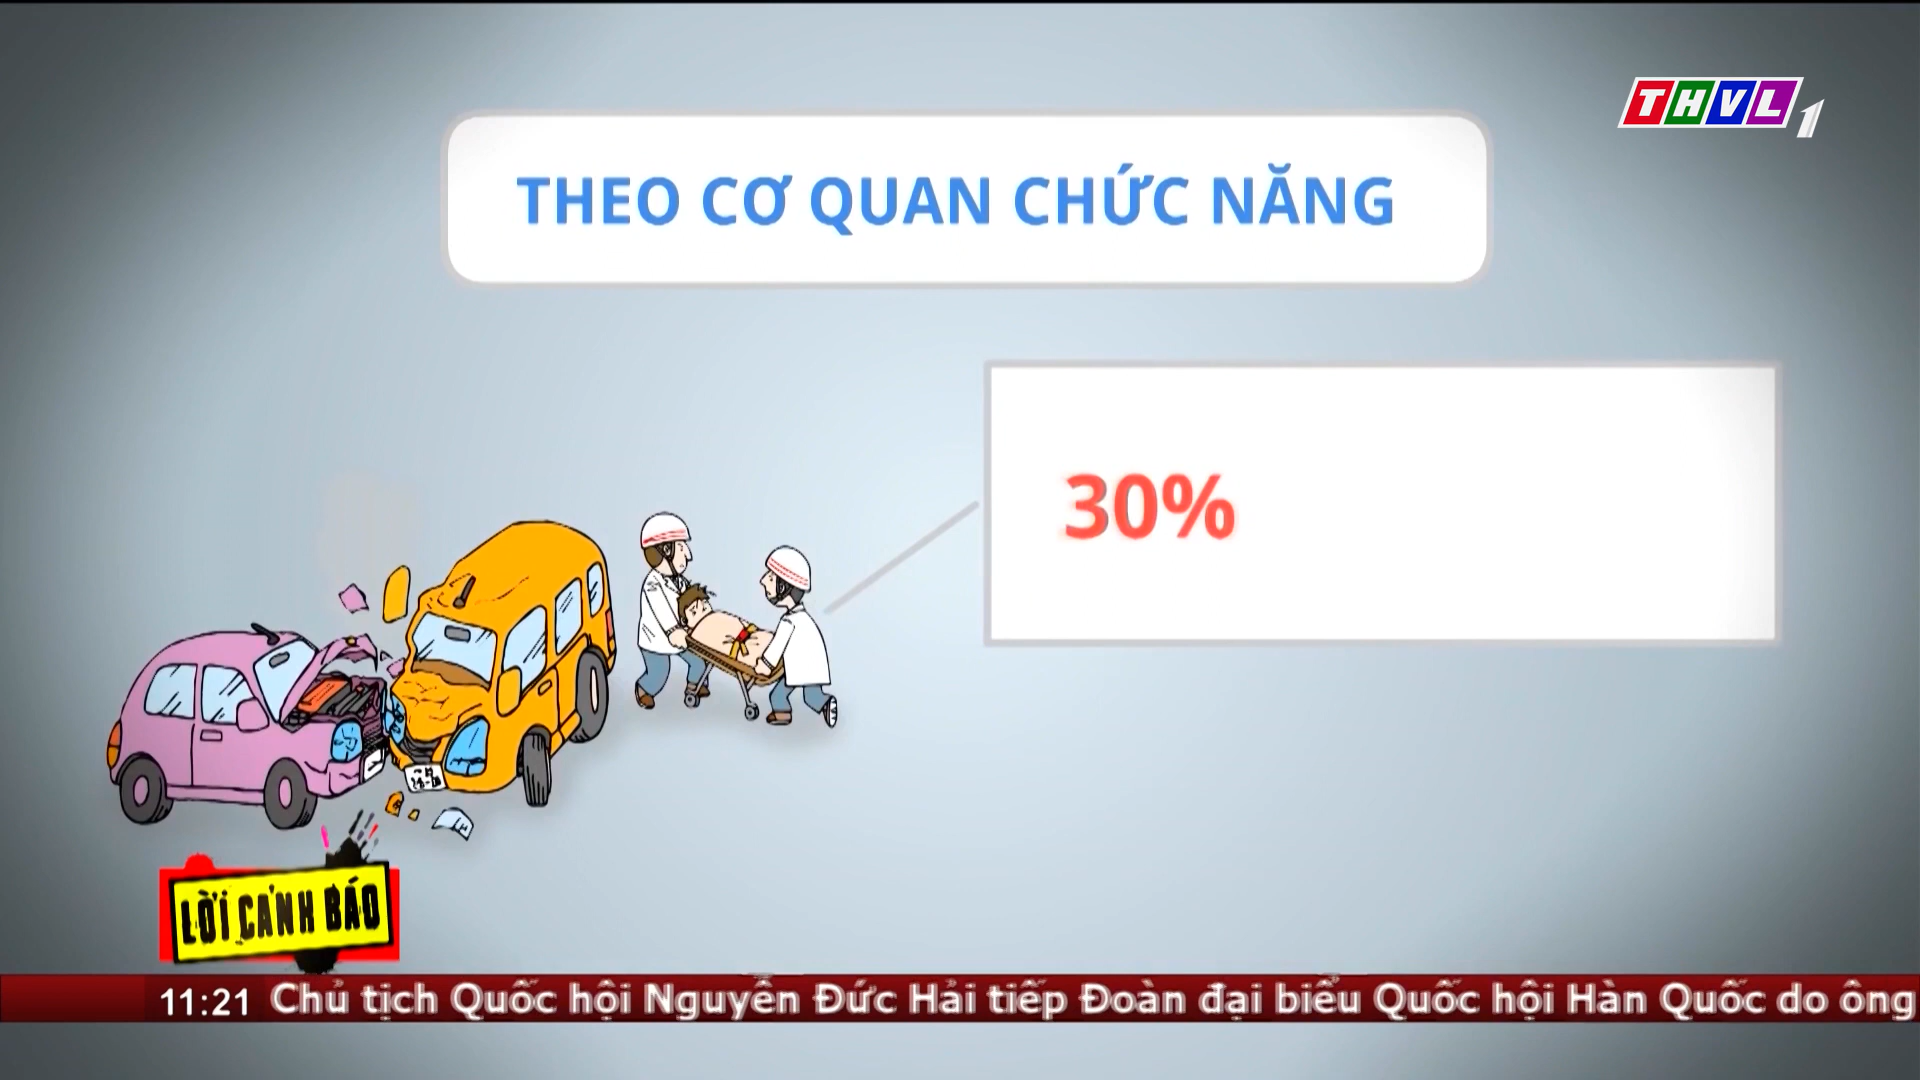 THVL1
THEO CƠ QUAN CHỨC NĂNG
30%
LỜI CẢNH BÁO
11:21 Chủ tịch Quốc hội Nguyễn Đức Hải tiếp Đoàn đại biểu Quốc hội Hàn Quốc do ông